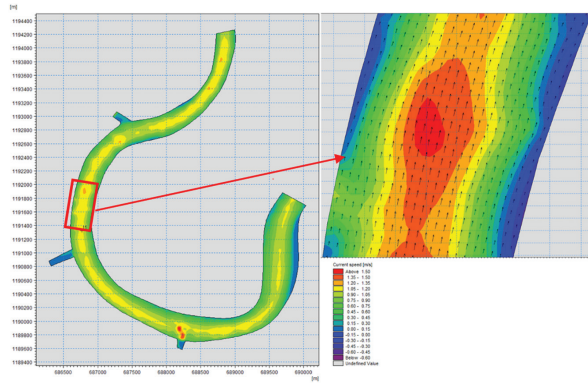 [m]
1194400
1194200
1194000
1193800
1193600
1193400
1193200
1193000
1192800
1192600
1192400
1192200
1192000
1191800
1191600
1191400
1191200
1191000
1190800
1190600
1190400
1190200
1190000
1189800
1189600
1189400
686500 687000 687500 688000 688500 689000
[m]
Current speed [m/s]
Above 1.50
1.35 - 1.50
1.20 - 1.35
1.05 - 1.20
0.90 - 1.05
0.75 - 0.90
0.60 - 0.75
0.45 - 0.60
0.30 - 0.45
0.15 - 0.30
0.00 - 0.15
-0.15 - 0.00
-0.30 - -0.15
-0.45 - -0.30
-0.60 - -0.45
Below -0.60
Undefined Value